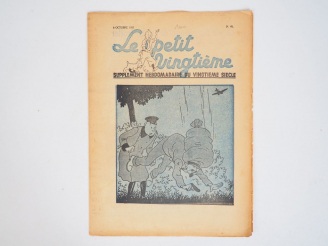 Le petit
Vingtième
SUPPLEMENT HEBDOMADAIRE DU VINGTIEME SIECLE